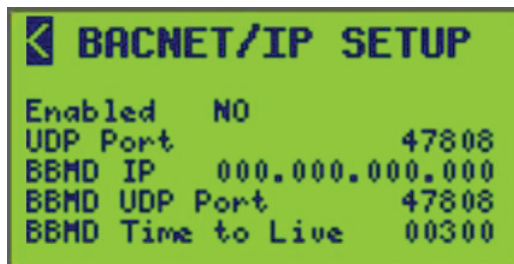 < BACNET/IP SETUP
Enabled NO
UDP Port 47808
BBMD IP 000.000.000.000
BBMD UDP Port 47808
BBMD Time to Live 00300